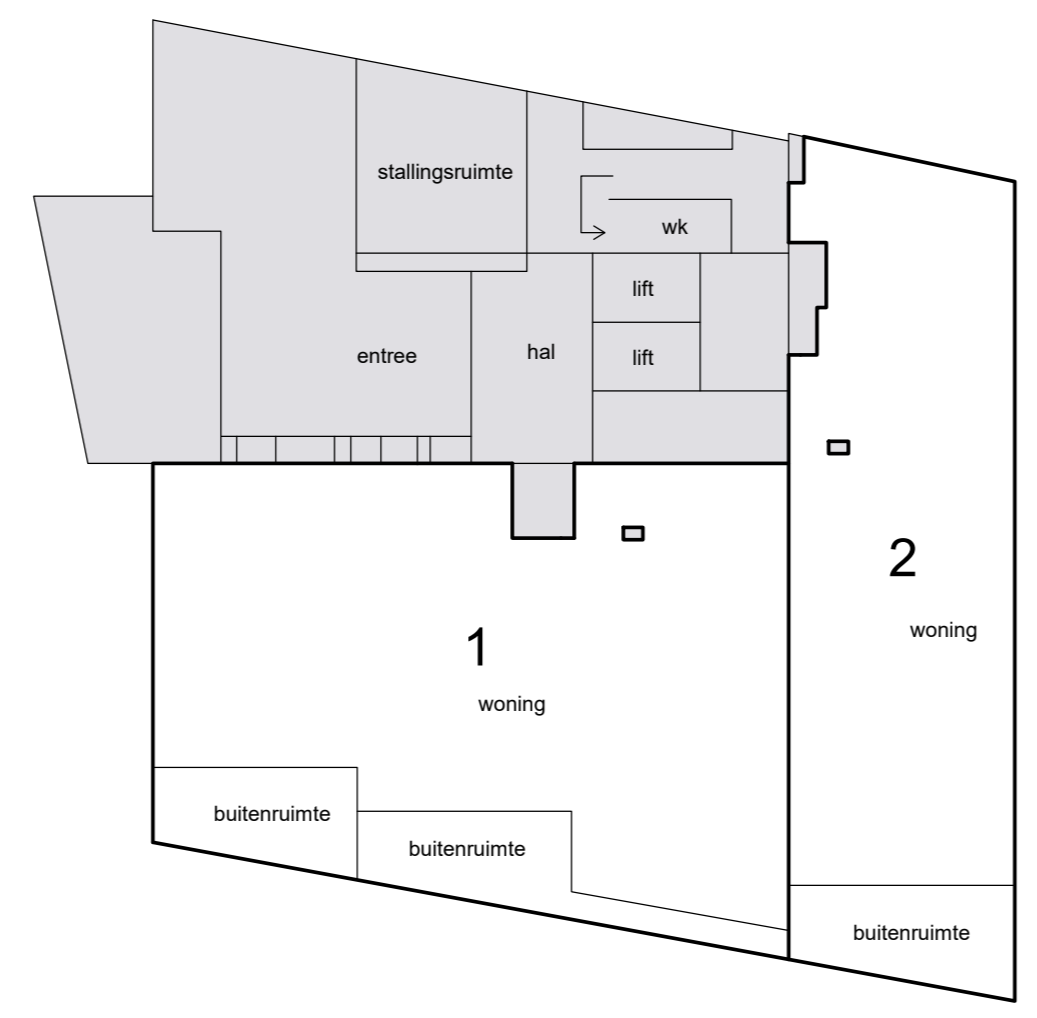 stallingsruimte
wk
lift
entree
hal
lift
2
woning
1
woning
buitenruimte
buitenruimte
buitenruimte